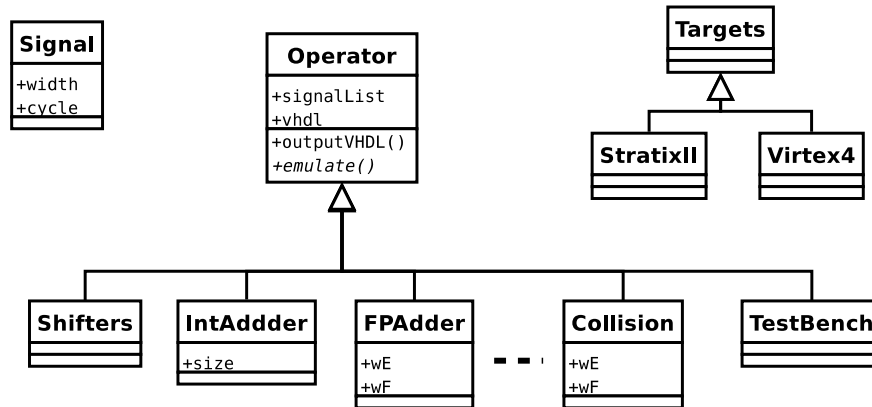 Signal
+width
+cycle
Operator
+signalList
+vhdl
+outputVHDL()
+emulate()
Targets
StratixII
Virtex4
Shifters
IntAddder
+size
FPAdder
+wE
+wF
Collision
+wE
+wF
TestBench